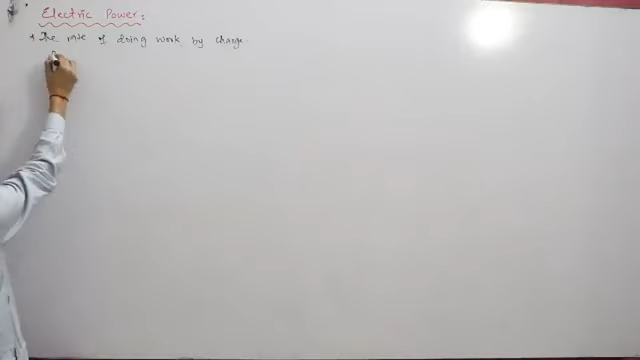 Electric Power:
* The rate of doing work by charge.